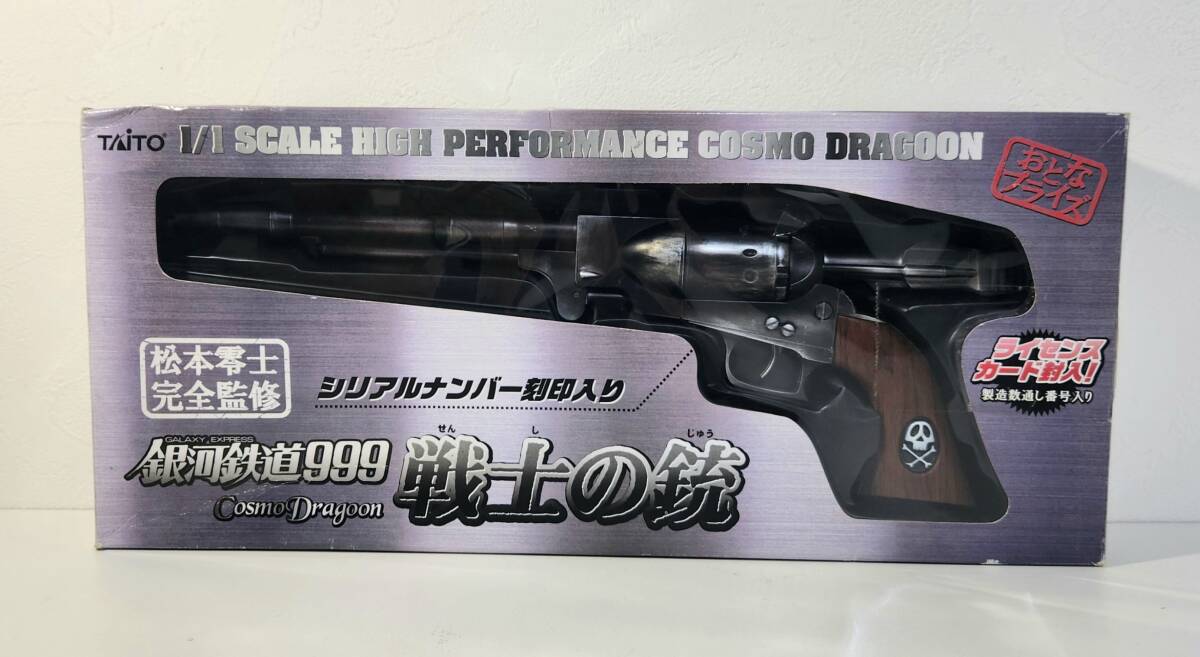 TAITO
1/1 SCALE HIGH PERFORMANCE COSMO DRAGOON
おとな
プライズ
松本零士
完全監修
シリアルナンバー刻印入り
ライセンス
カード封入!
製造数通し番号入り
GALAXY EXPRESS
銀河鉄道999
Cosmo Dragoon
せん し じゅう
戦士の銃